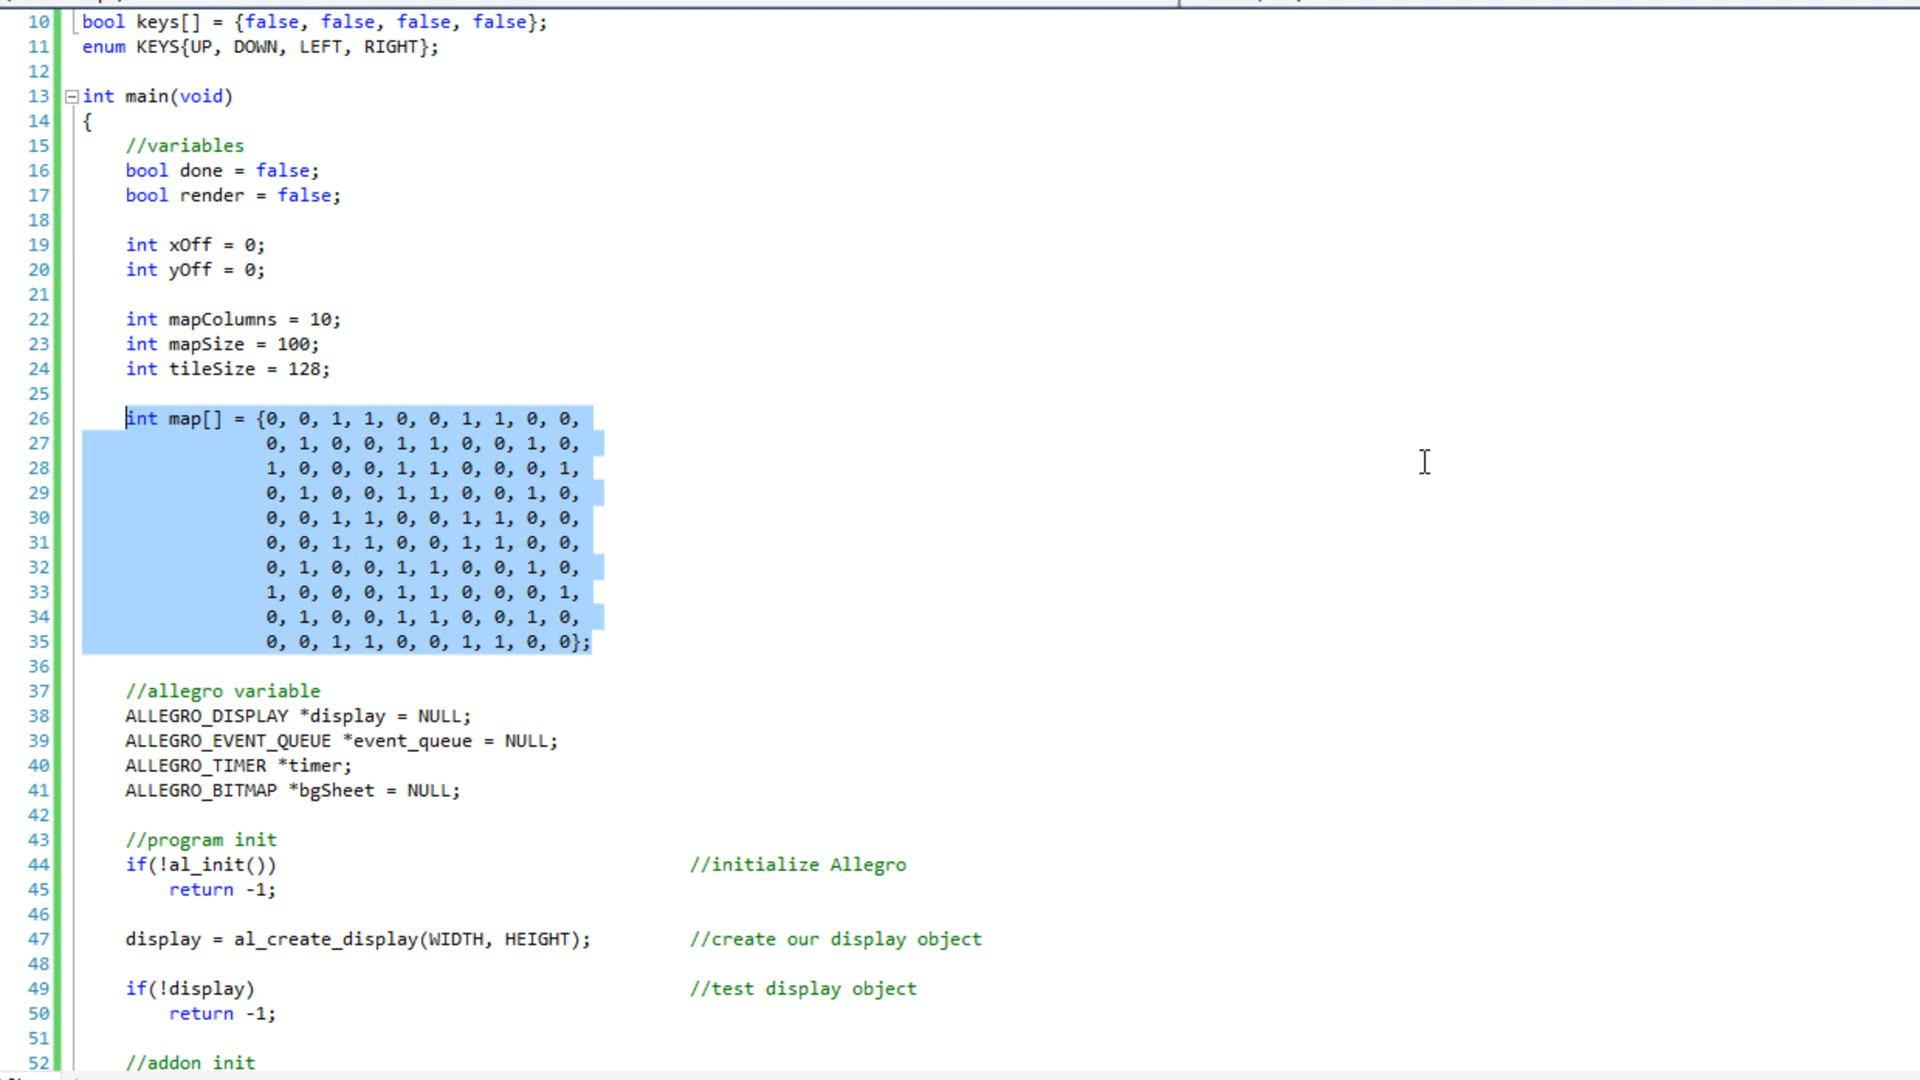 10 bool keys[] = {false, false, false, false};
11 enum KEYS{UP, DOWN, LEFT, RIGHT};
12
13 int main(void)
14 {
15 //variables
16 bool done = false;
17 bool render = false;
18
19 int xOff = 0;
20 int yOff = 0;
21
22 int mapColumns = 10;
23 int mapSize = 100;
24 int tileSize = 128;
25
26 int map[] = {0, 0, 1, 1, 0, 0, 1, 1, 0, 0,
27 0, 1, 0, 0, 1, 1, 0, 0, 1, 0,
28 1, 0, 0, 0, 1, 1, 0, 0, 0, 1,
29 0, 1, 0, 0, 1, 1, 0, 0, 1, 0,
30 0, 0, 1, 1, 0, 0, 1, 1, 0, 0,
31 0, 0, 1, 1, 0, 0, 1, 1, 0, 0,
32 0, 1, 0, 0, 1, 1, 0, 0, 1, 0,
33 1, 0, 0, 0, 1, 1, 0, 0, 0, 1,
34 0, 1, 0, 0, 1, 1, 0, 0, 1, 0,
35 0, 0, 1, 1, 0, 0, 1, 1, 0, 0};
36
37 //allegro variable
38 ALLEGRO_DISPLAY *display = NULL;
39 ALLEGRO_EVENT_QUEUE *event_queue = NULL;
40 ALLEGRO_TIMER *timer;
41 ALLEGRO_BITMAP *bgSheet = NULL;
42
43 //program init
44 if(!al_init()) //initialize Allegro
45 return -1;
46
47 display = al_create_display(WIDTH, HEIGHT); //create our display object
48
49 if(!display) //test display object
50 return -1;
51
52 //addon init